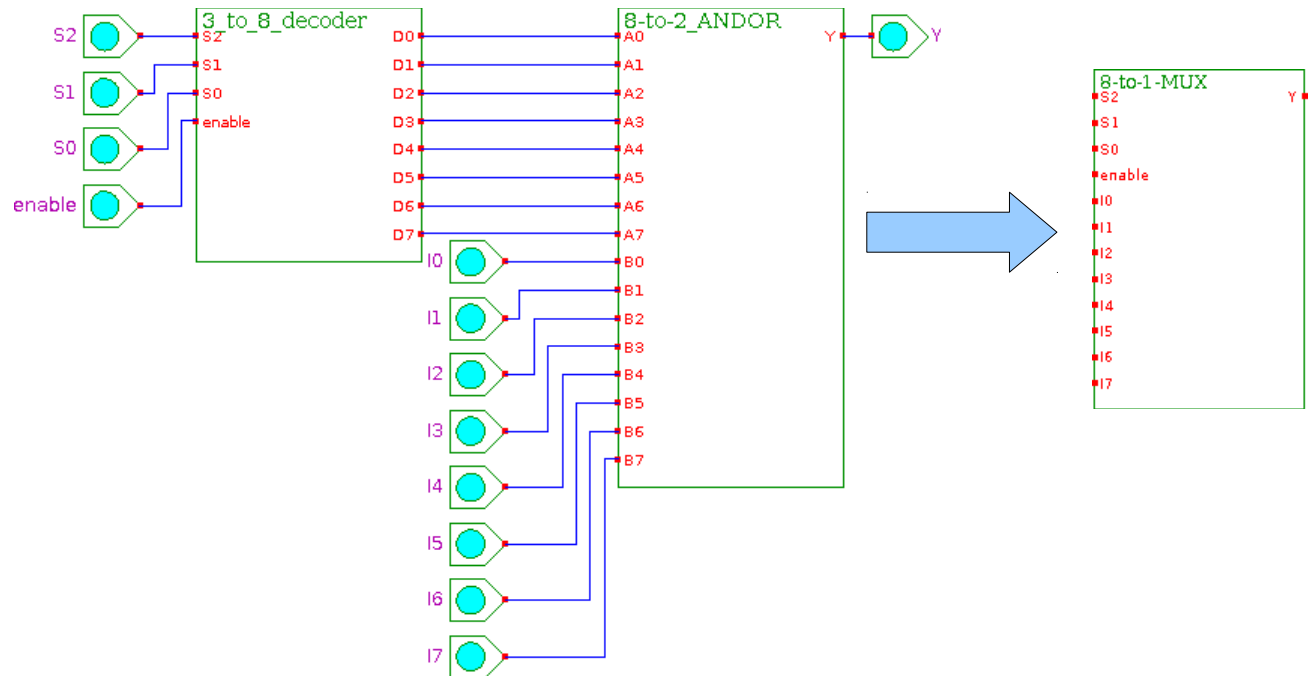 3_to_8_decoder
S2
S1
S0
enable
S2
S1
S0
enable
D0
D1
D2
D3
D4
D5
D6
D7
8-to-2_ANDOR
A0
A1
A2
A3
A4
A5
A6
A7
B0
B1
B2
B3
B4
B5
B6
B7
Y
Y
I0
I1
I2
I3
I4
I5
I6
I7
8-to-1-MUX
S2
S1
S0
enable
I0
I1
I2
I3
I4
I5
I6
I7
Y